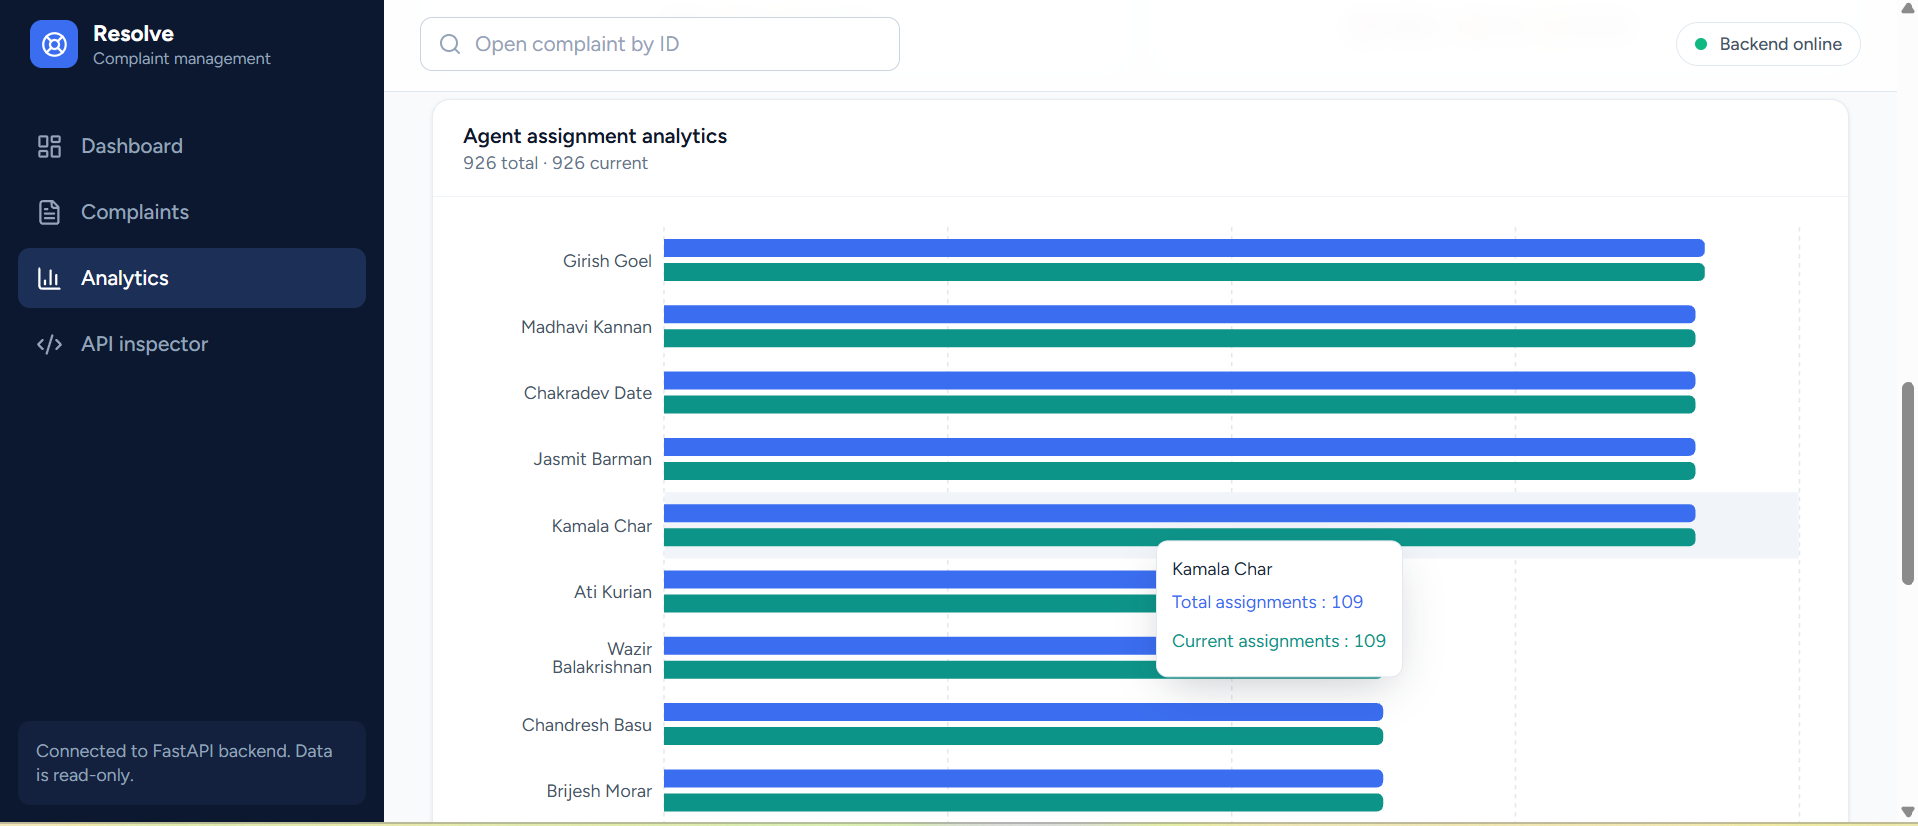 Resolve
Complaint management
Open complaint by ID
Backend online
Dashboard
Complaints
Analytics
API inspector
Connected to FastAPI backend. Data
is read-only.
Agent assignment analytics
926 total · 926 current
Girish Goel
Madhavi Kannan
Chakradev Date
Jasmit Barman
Kamala Char
Ati Kurian
Wazir
Balakrishnan
Chandresh Basu
Brijesh Morar
Kamala Char
Total assignments : 109
Current assignments : 109